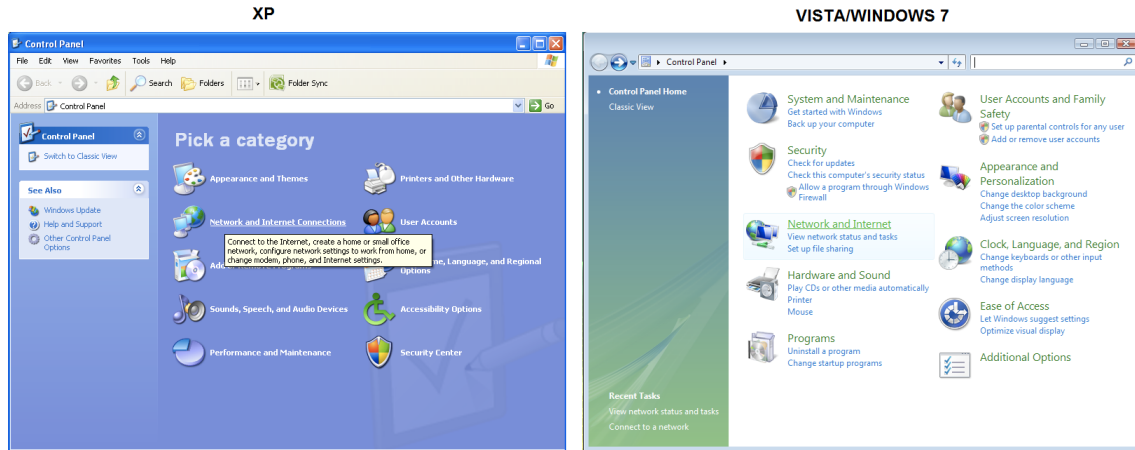 XP
VISTA/WINDOWS 7
Control Panel
File Edit View Favorites Tools Help
Back Search Folders Folder Sync
Address Control Panel Go
Control Panel
Switch to Classic View
See Also
Windows Update
Help and Support
Other Control Panel
Options
Pick a category
Appearance and Themes
Printers and Other Hardware
Network and Internet Connections
User Accounts
Connect to the Internet, create a home or small office
network, configure network settings to work from home, or
change modem, phone, and Internet settings.
Language, and Regional
Options
Sounds, Speech, and Audio Devices
Accessibility Options
Performance and Maintenance
Security Center
Control Panel
Control Panel Home
Classic View
System and Maintenance
Get started with Windows
Back up your computer
Security
Check for updates
Check this computer's security status
Allow a program through Windows
Firewall
Network and Internet
View network status and tasks
Set up file sharing
Hardware and Sound
Play CDs or other media automatically
Printer
Mouse
Programs
Uninstall a program
Change startup programs
User Accounts and Family
Safety
Set up parental controls for any user
Add or remove user accounts
Appearance and
Personalization
Change desktop background
Change the color scheme
Adjust screen resolution
Clock, Language, and Region
Change keyboards or other input
methods
Change display language
Ease of Access
Let Windows suggest settings
Optimize visual display
Additional Options
Recent Tasks
View network status and tasks
Connect to a network